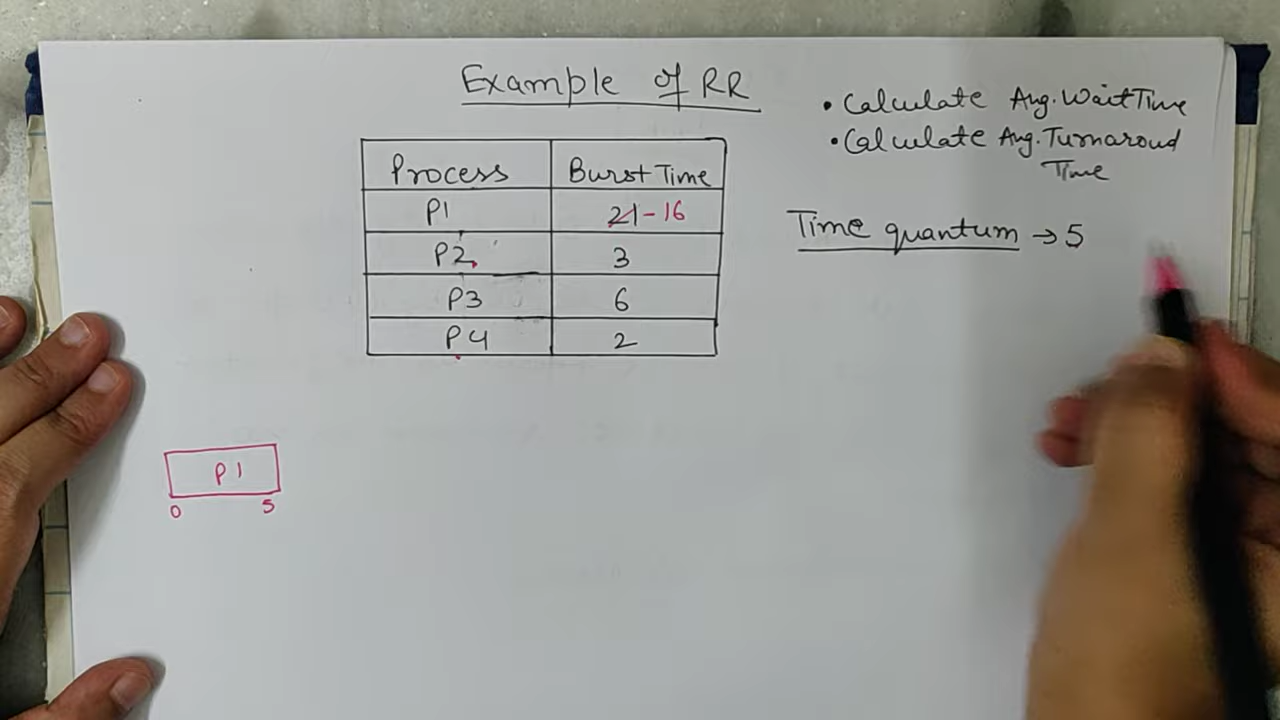 Example of RR
• Calculate Avg. Wait Time
• Calculate Avg. Turnaroud
Time
Process Burst Time
P1 21 - 16
P2 3
P3 6
P4 2
Time quantum → 5
P1
0 5